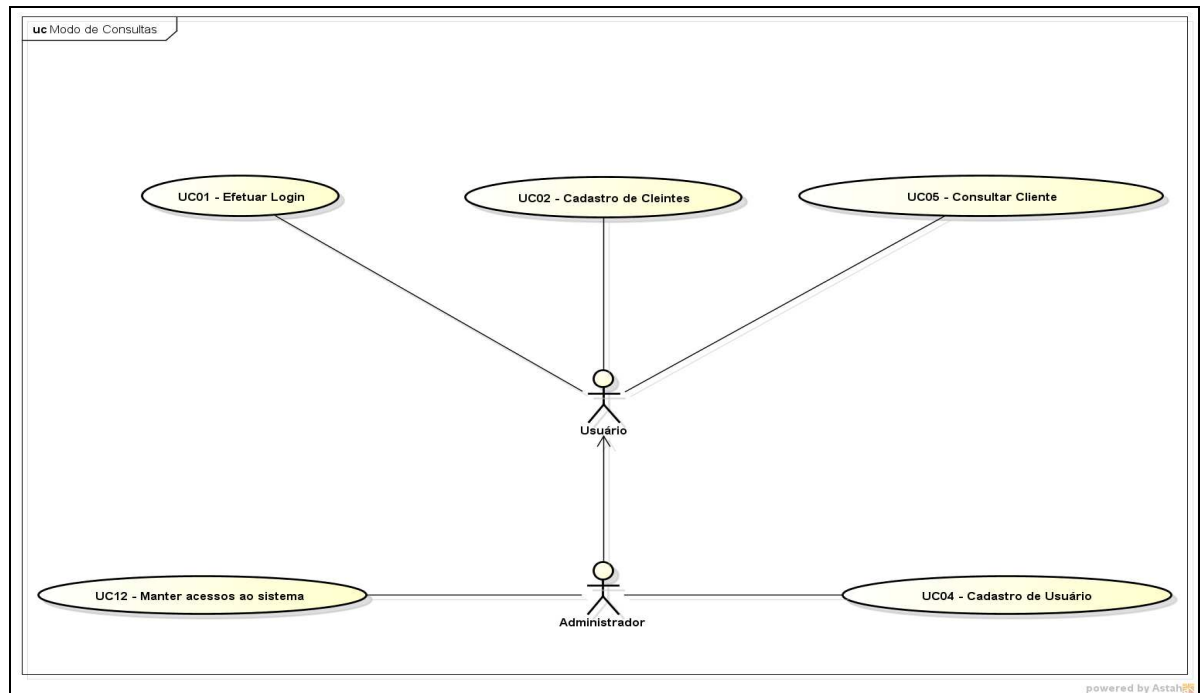 uc Modo de Consultas
UC01 - Efetuar Login
UC02 - Cadastro de Cleintes
UC05 - Consultar Cliente
Usuário
UC12 - Manter acessos ao sistema
UC04 - Cadastro de Usuário
Administrador
powered by Astah